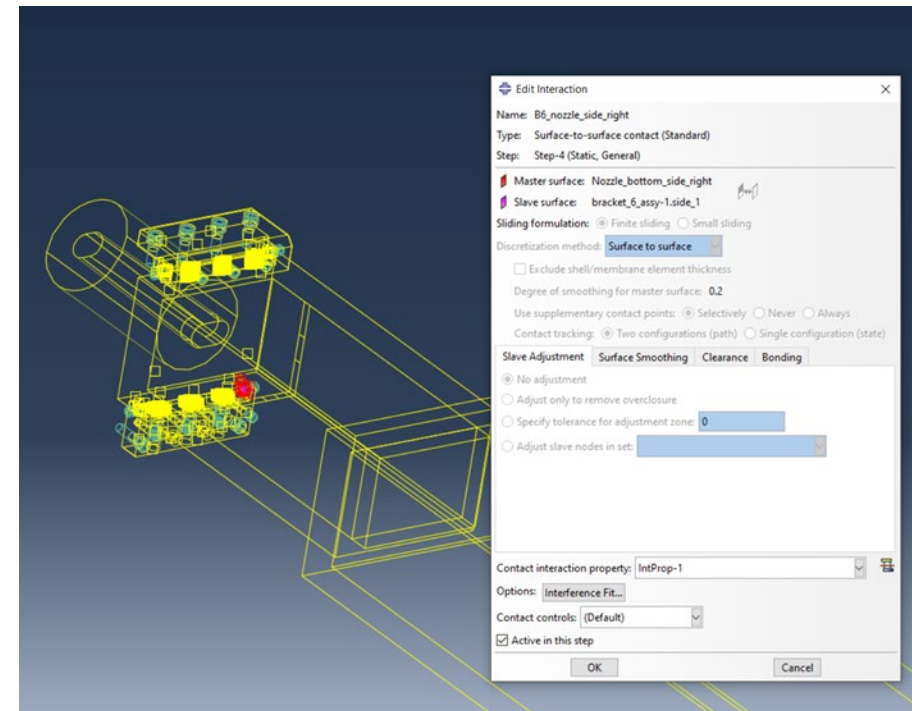 Edit Interaction
Name: B6_nozzle_side_right
Type: Surface-to-surface contact (Standard)
Step: Step-4 (Static, General)
Master surface: Nozzle_bottom_side_right
Slave surface: bracket_6_assy-1.side_1
Sliding formulation: Finite sliding Small sliding
Discretization method: Surface to surface
Exclude shell/membrane element thickness
Degree of smoothing for master surface: 0.2
Use supplementary contact points: Selectively Never Always
Contact tracking: Two configurations (path) Single configuration (state)
Slave Adjustment Surface Smoothing Clearance Bonding
No adjustment
Adjust only to remove overclosure
Specify tolerance for adjustment zone: 0
Adjust slave nodes in set:
Contact interaction property: IntProp-1
Options: Interference Fit...
Contact controls: (Default)
Active in this step
OK Cancel